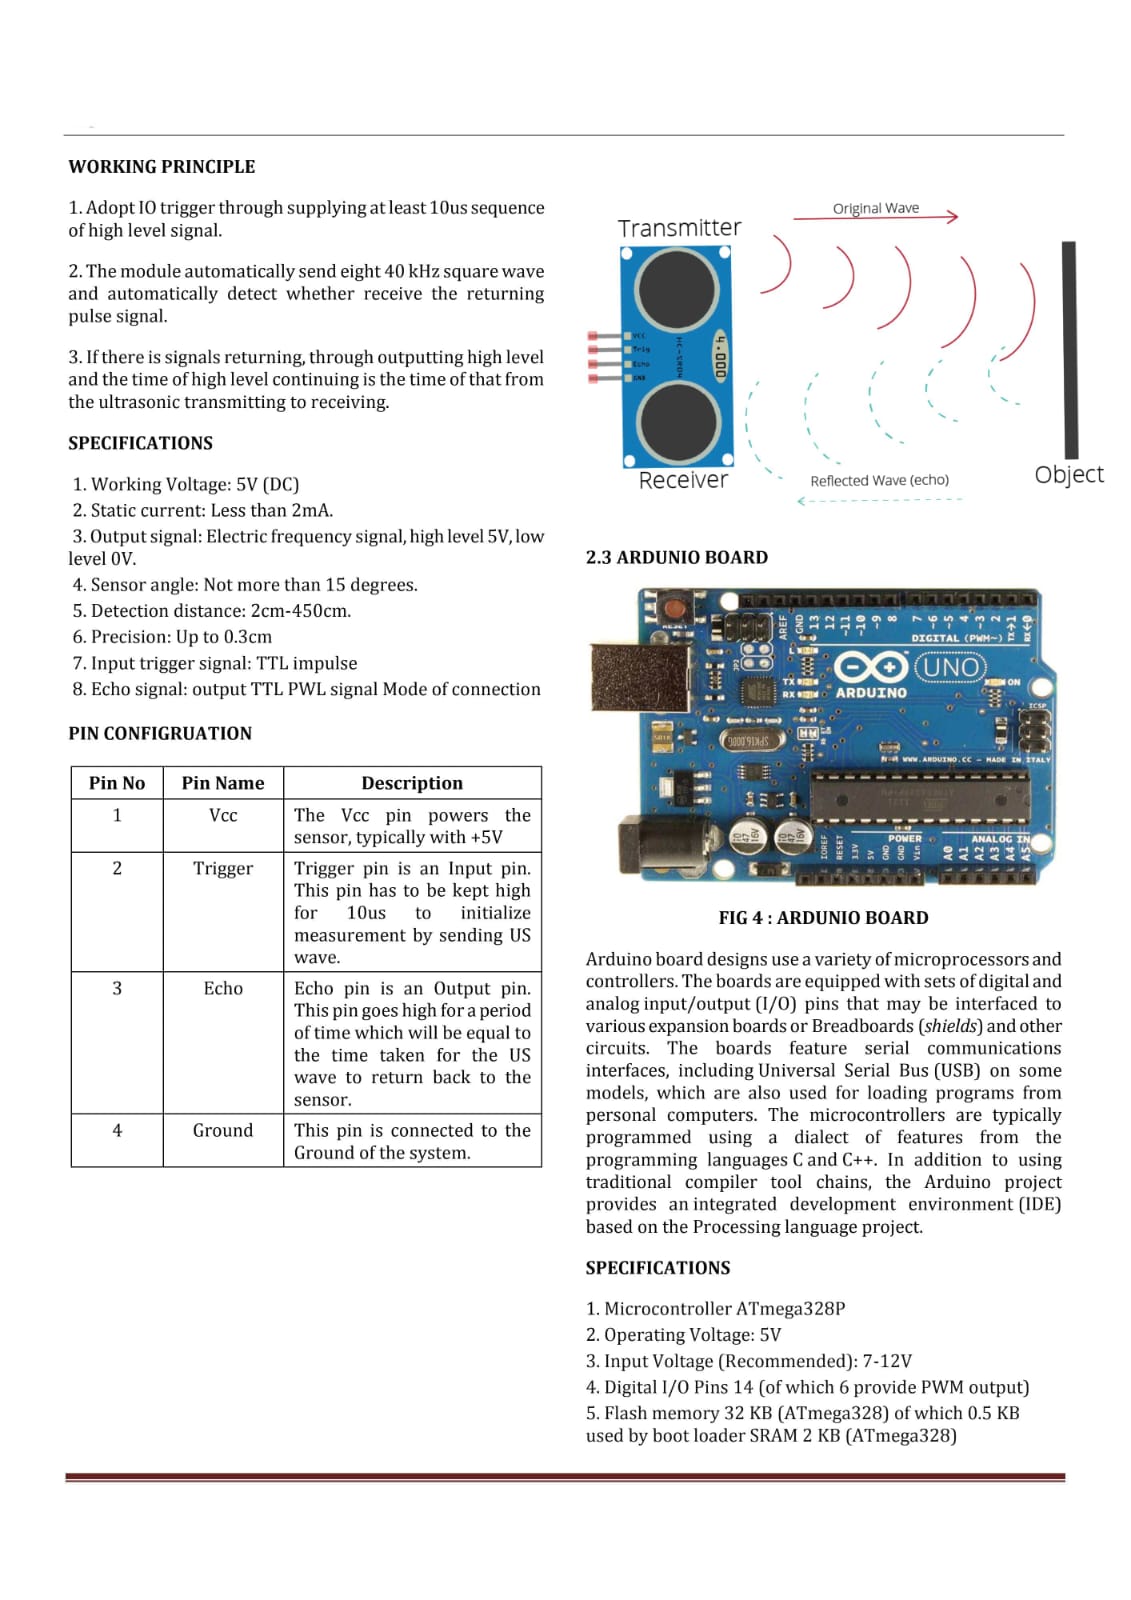 WORKING PRINCIPLE
1. Adopt IO trigger through supplying at least 10us sequence
of high level signal.
2. The module automatically send eight 40 kHz square wave
and automatically detect whether receive the returning
pulse signal.
3. If there is signals returning, through outputting high level
and the time of high level continuing is the time of that from
the ultrasonic transmitting to receiving.
SPECIFICATIONS
1. Working Voltage: 5V (DC)
2. Static current: Less than 2mA.
3. Output signal: Electric frequency signal, high level 5V, low
level 0V.
4. Sensor angle: Not more than 15 degrees.
5. Detection distance: 2cm-450cm.
6. Precision: Up to 0.3cm
7. Input trigger signal: TTL impulse
8. Echo signal: output TTL PWL signal Mode of connection
PIN CONFIGRUATION
Pin No Pin Name Description
1 Vcc The Vcc pin powers the
sensor, typically with +5V
2 Trigger Trigger pin is an Input pin.
This pin has to be kept high
for 10us to initialize
measurement by sending US
wave.
3 Echo Echo pin is an Output pin.
This pin goes high for a period
of time which will be equal to
the time taken for the US
wave to return back to the
sensor.
4 Ground This pin is connected to the
Ground of the system.
Original Wave
Transmitter
VCC
Trig
Echo
GND
HC-SR04
4.000
Receiver
Reflected Wave (echo)
Object
2.3 ARDUNIO BOARD
RESET
AREF
GND
13
12
~11
~10
~9
8
7
~6
~5
4
~3
2
TX→1
RX←0
DIGITAL (PWM~)
UNO
ARDUINO
TX
RX
ON
ICSP
SPK16.000G
WWW.ARDUINO.CC - MADE IN ITALY
POWER
ANALOG IN
IOREF
RESET
3.3V
5V
GND
GND
Vin
A0
A1
A2
A3
A4
A5
47
16V
47
16V
FIG 4 : ARDUNIO BOARD
Arduino board designs use a variety of microprocessors and
controllers. The boards are equipped with sets of digital and
analog input/output (I/O) pins that may be interfaced to
various expansion boards or Breadboards (shields) and other
circuits. The boards feature serial communications
interfaces, including Universal Serial Bus (USB) on some
models, which are also used for loading programs from
personal computers. The microcontrollers are typically
programmed using a dialect of features from the
programming languages C and C++. In addition to using
traditional compiler tool chains, the Arduino project
provides an integrated development environment (IDE)
based on the Processing language project.
SPECIFICATIONS
1. Microcontroller ATmega328P
2. Operating Voltage: 5V
3. Input Voltage (Recommended): 7-12V
4. Digital I/O Pins 14 (of which 6 provide PWM output)
5. Flash memory 32 KB (ATmega328) of which 0.5 KB
used by boot loader SRAM 2 KB (ATmega328)